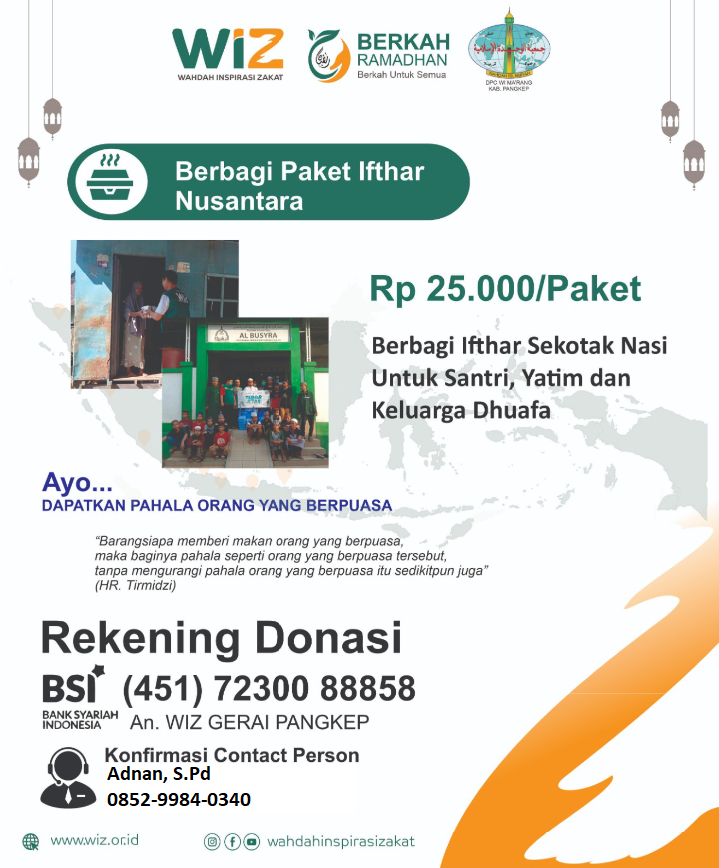 WIZ
WAHDAH INSPIRASI ZAKAT
BERKAH
RAMADHAN
Berkah Untuk Semua
DPC WI MA'RANG
KAB. PANGKEP
Berbagi Paket Ifthar
Nusantara
AL BUSYRA
Rp 25.000/Paket
Berbagi Ifthar Sekotak Nasi
Untuk Santri, Yatim dan
Keluarga Dhuafa
Ayo...
DAPATKAN PAHALA ORANG YANG BERPUASA
“Barangsiapa memberi makan orang yang berpuasa,
maka baginya pahala seperti orang yang berpuasa tersebut,
tanpa mengurangi pahala orang yang berpuasa itu sedikitpun juga”
(HR. Tirmidzi)
Rekening Donasi
BSI (451) 72300 88858
BANK SYARIAH
INDONESIA
An. WIZ GERAI PANGKEP
Konfirmasi Contact Person
Adnan, S.Pd
0852-9984-0340
www.wiz.or.id
wahdahinspirasizakat